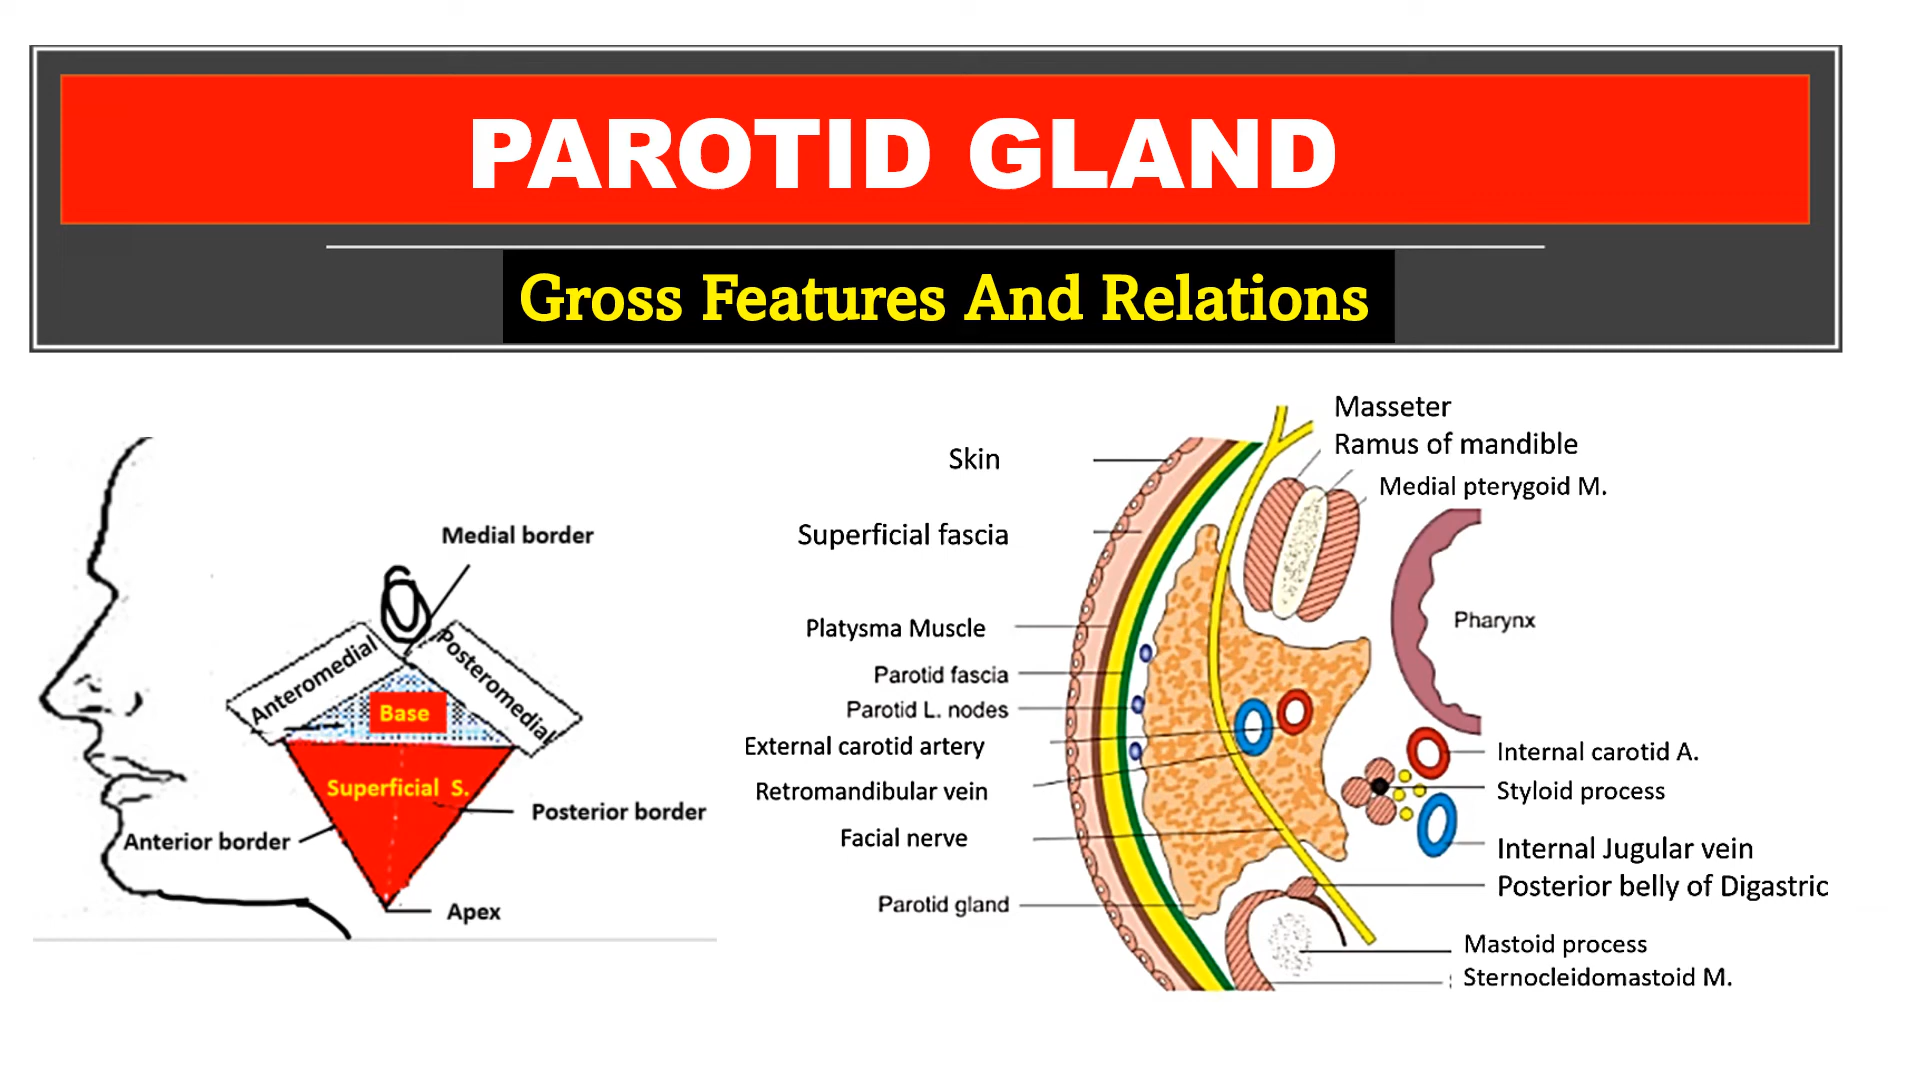 PAROTID GLAND
Gross Features And Relations
Medial border
Anteromedial
Posteromedial
Base
Superficial S.
Posterior border
Anterior border
Apex
Skin
Superficial fascia
Platysma Muscle
Parotid fascia
Parotid L. nodes
External carotid artery
Retromandibular vein
Facial nerve
Parotid gland
Masseter
Ramus of mandible
Medial pterygoid M.
Pharynx
Internal carotid A.
Styloid process
Internal Jugular vein
Posterior belly of Digastric
Mastoid process
Sternocleidomastoid M.